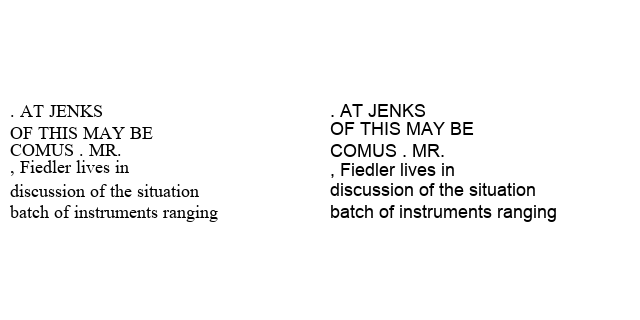 . AT JENKS
OF THIS MAY BE
COMUS . MR.
, Fiedler lives in
discussion of the situation
batch of instruments ranging
. AT JENKS
OF THIS MAY BE
COMUS . MR.
, Fiedler lives in
discussion of the situation
batch of instruments ranging